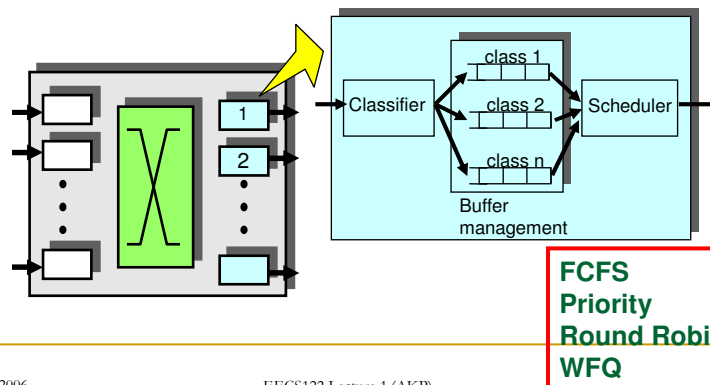 1
2
Classifier
class 1
class 2
class n
Scheduler
Buffer
management
FCFS
Priority
Round Robi
WFQ
2006
EECS122 Lecture 1 (AKP)